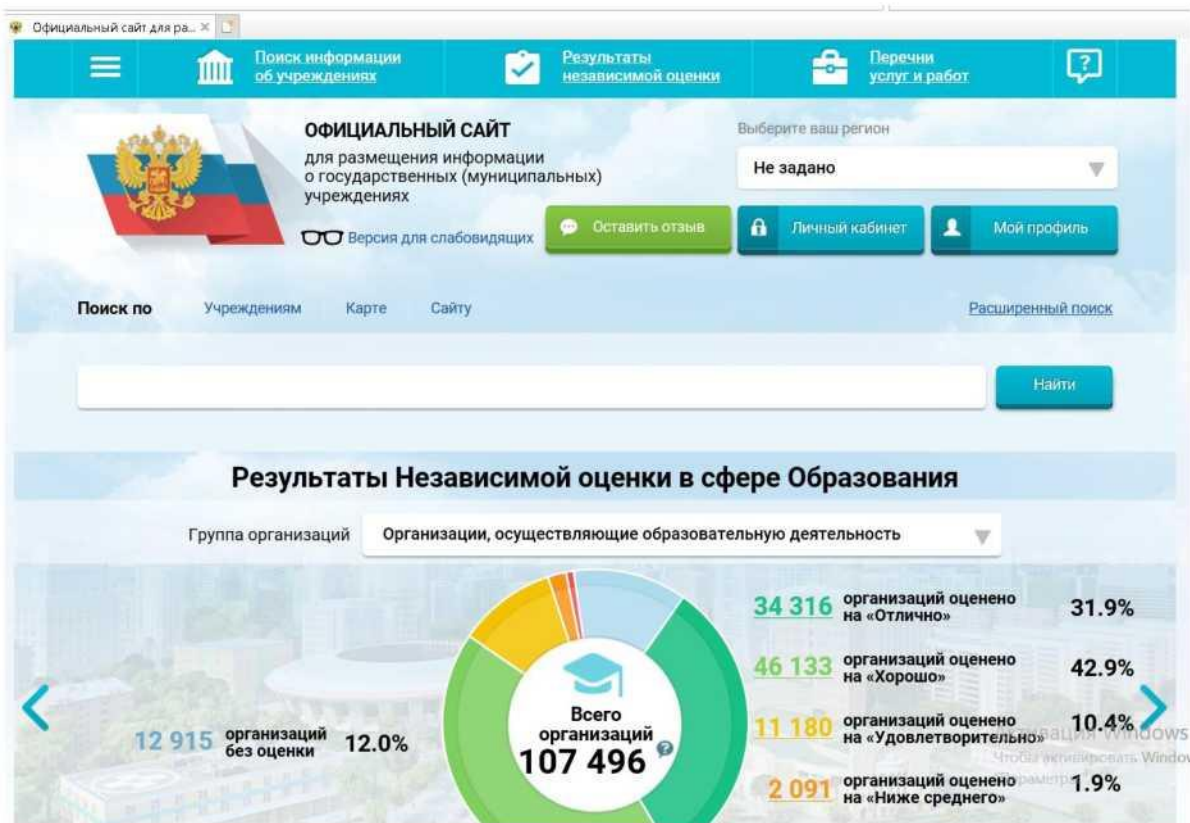 Официальный сайт для ра...
Поиск информации
об учреждениях
Результаты
независимой оценки
Перечни
услуг и работ
ОФИЦИАЛЬНЫЙ САЙТ
для размещения информации
о государственных (муниципальных)
учреждениях
Версия для слабовидящих
Выберите ваш регион
Не задано
Оставить отзыв
Личный кабинет
Мой профиль
Поиск по Учреждениям Карте Сайту Расширенный поиск
Найти
Результаты Независимой оценки в сфере Образования
Группа организаций Организации, осуществляющие образовательную деятельность
12 915 организаций
без оценки 12.0%
Всего
организаций
107 496
34 316 организаций оценено
на «Отлично» 31.9%
46 133 организаций оценено
на «Хорошо» 42.9%
11 180 организаций оценено
на «Удовлетворительно» 10.4%
2 091 организаций оценено
на «Ниже среднего» 1.9%
Активация Windows
Чтобы активировать Window